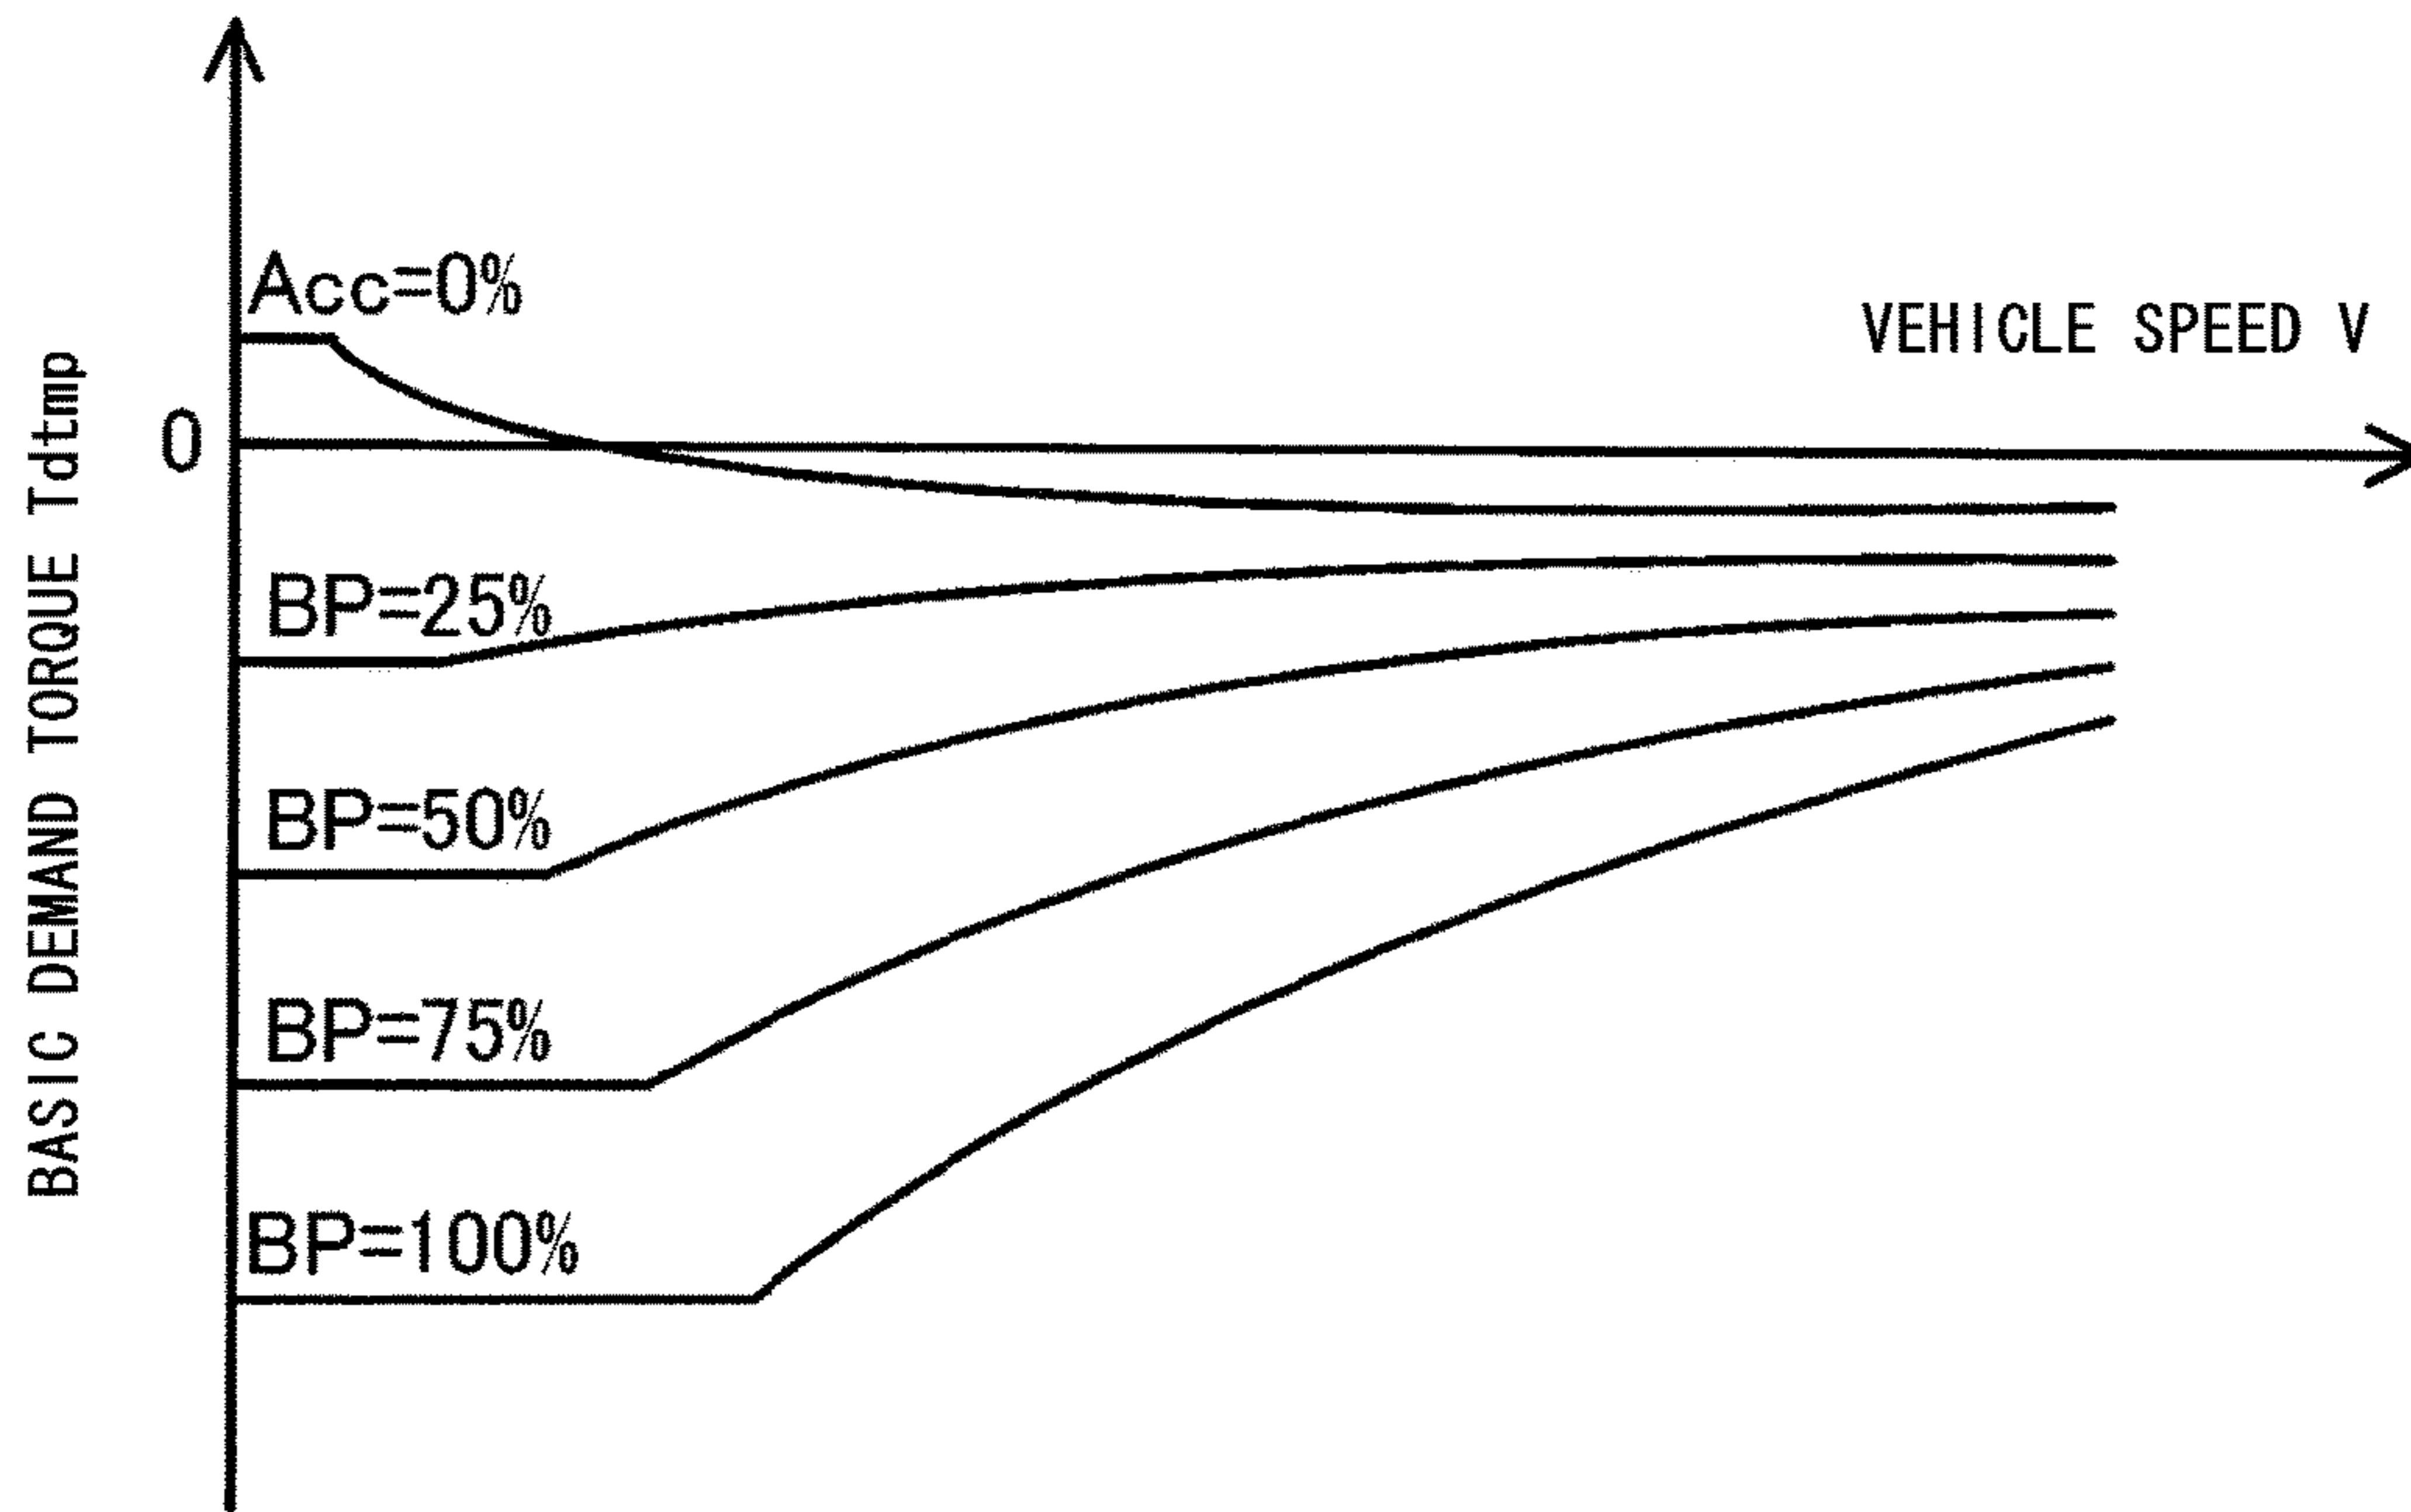 Acc=0%
VEHICLE SPEED V
0
BP=25%
BP=50%
BP=75%
BP=100%
BASIC DEMAND TORQUE Tdtmp